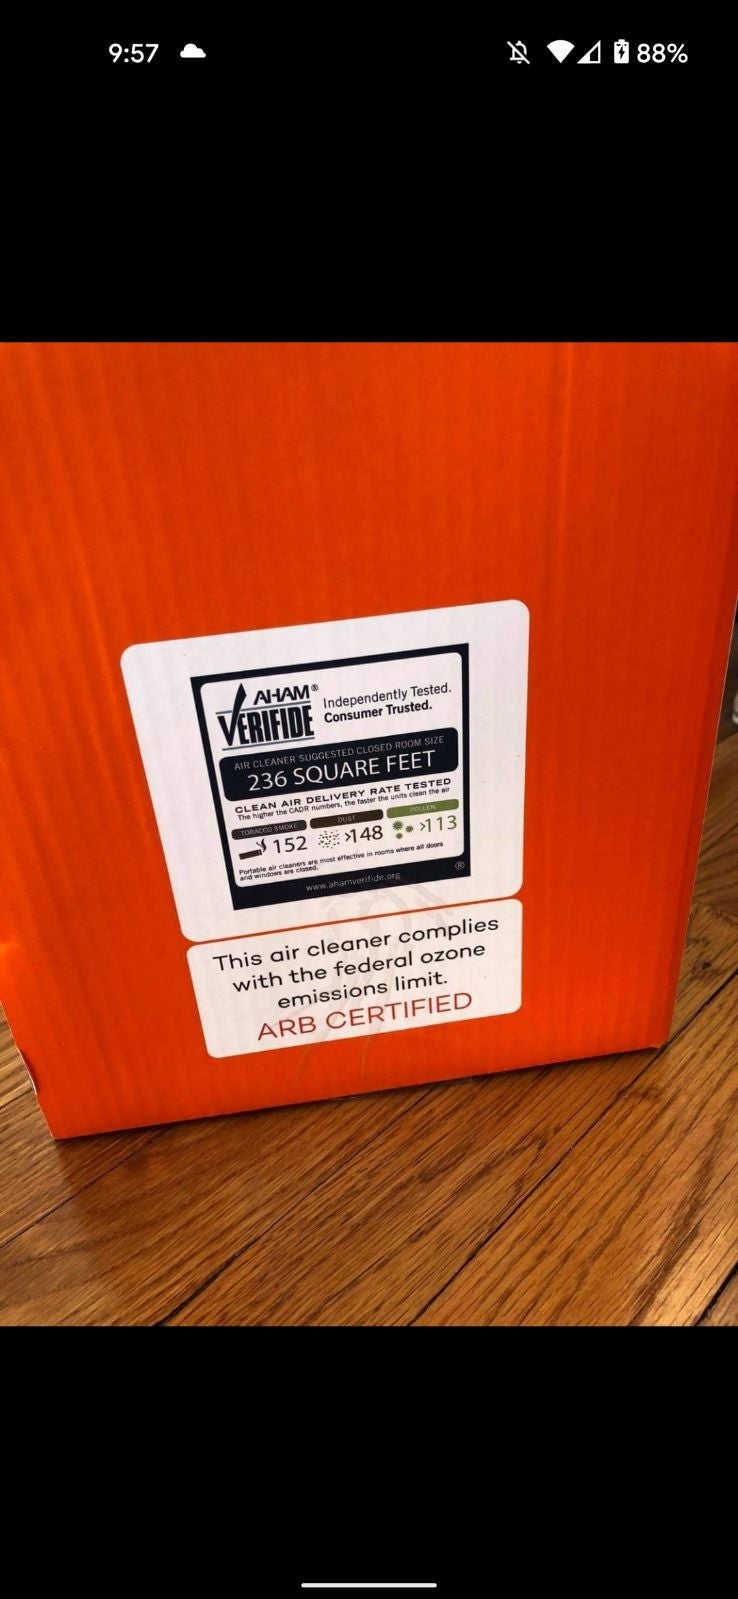 9:57
88%
AHAM®
VERIFIDE
Independently Tested.
Consumer Trusted.
AIR CLEANER SUGGESTED CLOSED ROOM SIZE
236 SQUARE FEET
CLEAN AIR DELIVERY RATE TESTED
The higher the CADR numbers, the faster the units clean the air
TOBACCO SMOKE DUST POLLEN
152 >148 >113
Portable air cleaners are most effective in rooms where all doors
and windows are closed.
®
www.ahamverifide.org
This air cleaner complies
with the federal ozone
emissions limit.
ARB CERTIFIED